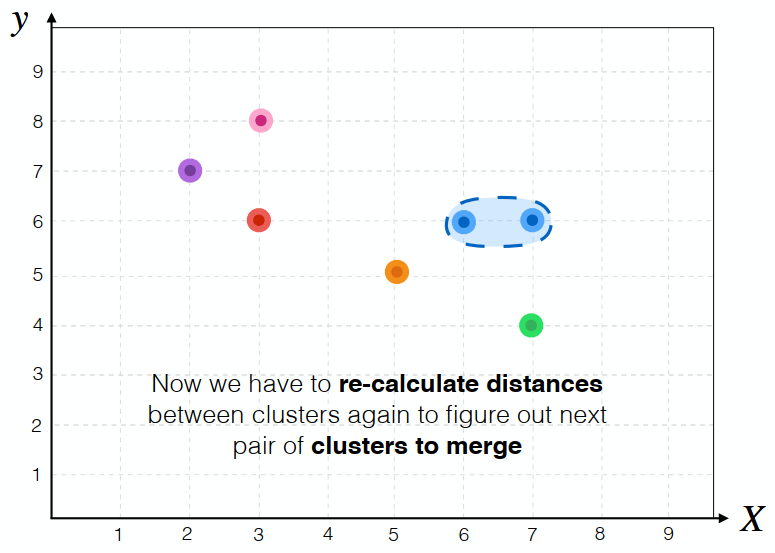 y
9
8
7
6
5
4
3
Now we have to re-calculate distances
between clusters again to figure out next
2
pair of clusters to merge
1
1 2 3 4 5 6 7 8 9
X